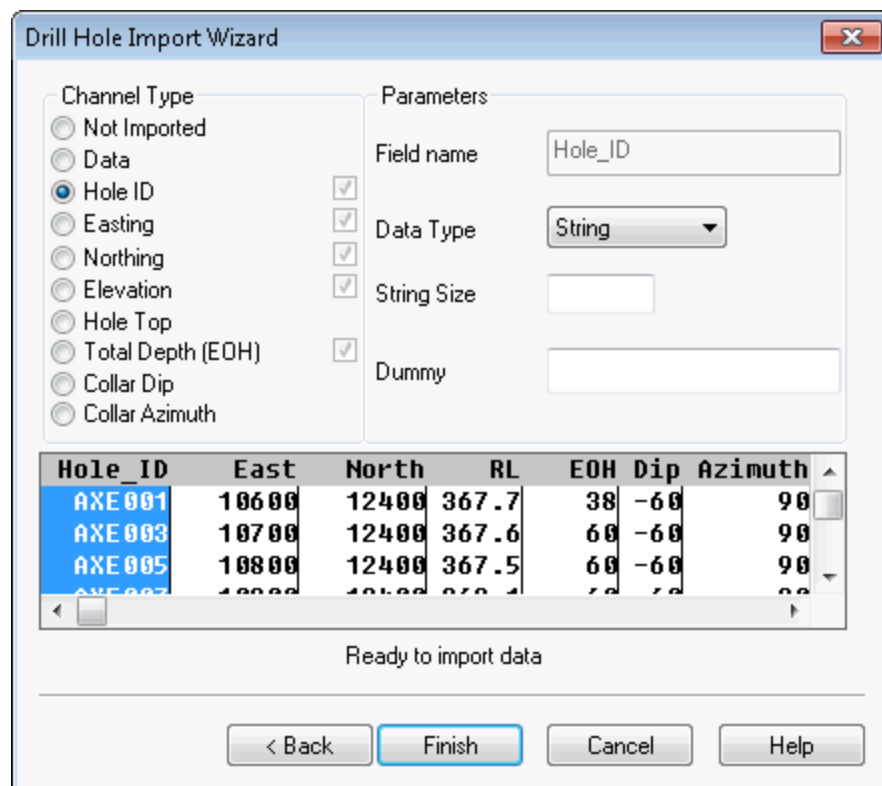 Drill Hole Import Wizard
Channel Type
Not Imported
Data
Hole ID
Easting
Northing
Elevation
Hole Top
Total Depth (EOH)
Collar Dip
Collar Azimuth
Parameters
Field name Hole_ID
Data Type String
String Size
Dummy
Hole_ID East North RL EOH Dip Azimuth
AXE001 10600 12400 367.7 38 -60 90
AXE003 10700 12400 367.6 60 -60 90
AXE005 10800 12400 367.5 60 -60 90
Ready to import data
< Back Finish Cancel Help